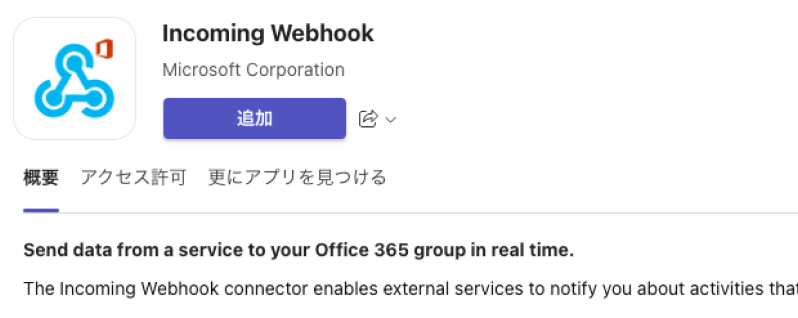 Incoming Webhook
Microsoft Corporation
追加
概要 アクセス許可 更にアプリを見つける
Send data from a service to your Office 365 group in real time.
The Incoming Webhook connector enables external services to notify you about activities that